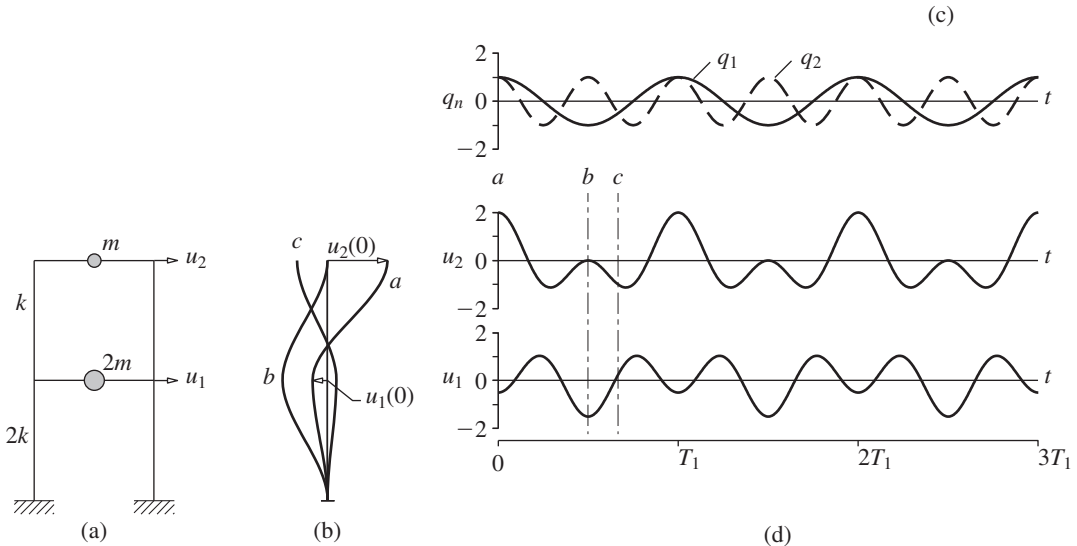 (c)
2
q₁
q₂
qₙ
0
t
−2
a
b
c
2
u₂
0
t
−2
2
u₁
0
t
−2
0
T₁
2T₁
3T₁
(d)
m
u₂
k
2m
u₁
2k
(a)
c
u₂(0)
a
b
u₁(0)
(b)